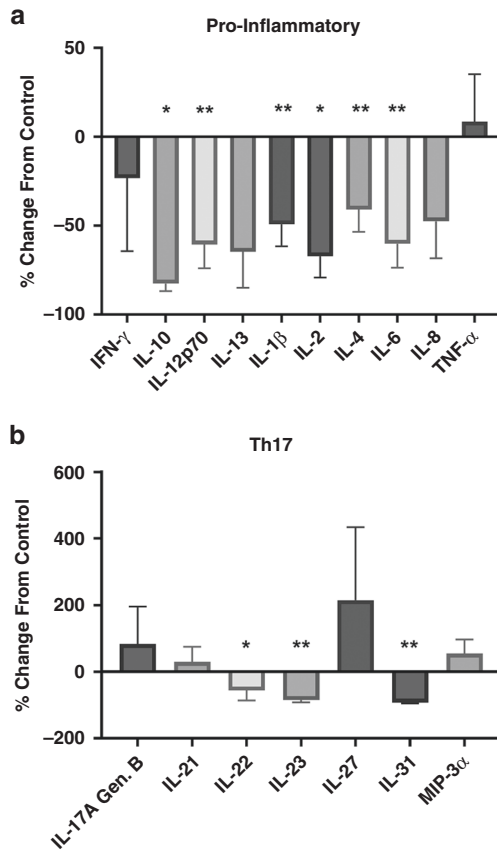 a
Pro-Inflammatory
% Change From Control
50
0
−50
−100
* ** ** * ** **
IFN-γ
IL-10
IL-12p70
IL-13
IL-1β
IL-2
IL-4
IL-6
IL-8
TNF-α
b
Th17
% Change From Control
600
400
200
0
−200
* ** **
IL-17A Gen. B
IL-21
IL-22
IL-23
IL-27
IL-31
MIP-3α